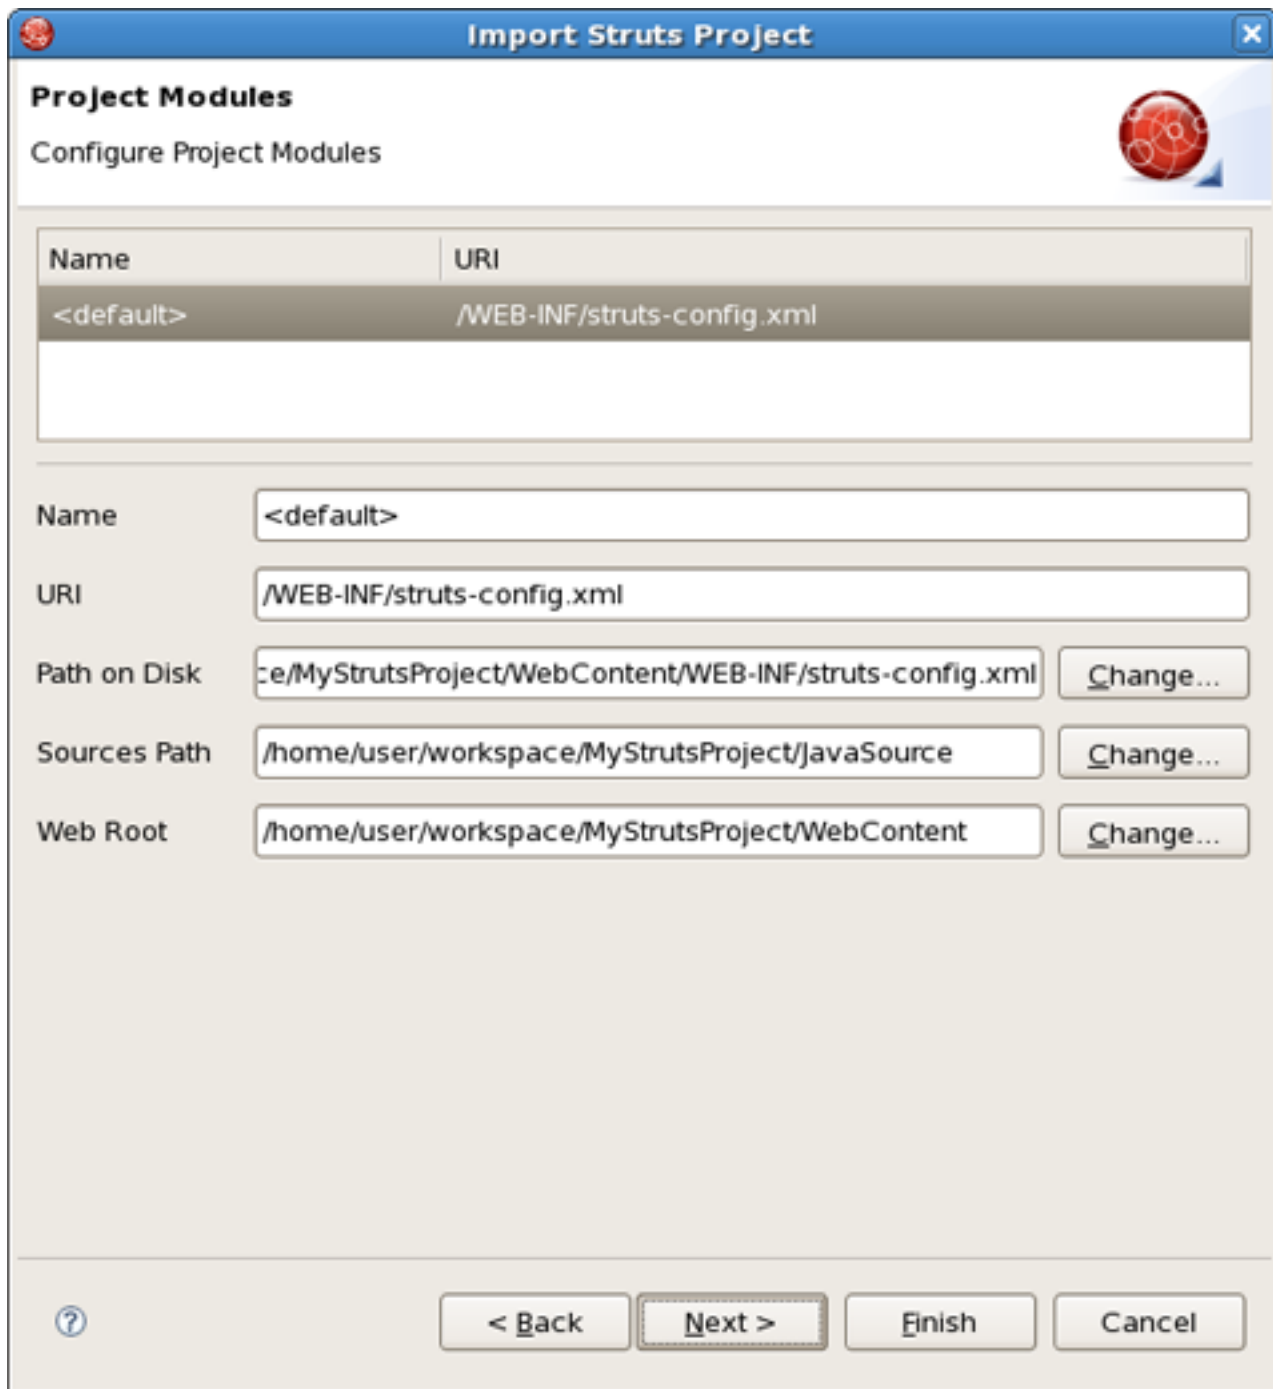 Import Struts Project
Project Modules
Configure Project Modules
Name URI
<default> /WEB-INF/struts-config.xml
Name <default>
URI /WEB-INF/struts-config.xml
Path on Disk ce/MyStrutsProject/WebContent/WEB-INF/struts-config.xml Change...
Sources Path /home/user/workspace/MyStrutsProject/JavaSource Change...
Web Root /home/user/workspace/MyStrutsProject/WebContent Change...
? < Back Next > Finish Cancel